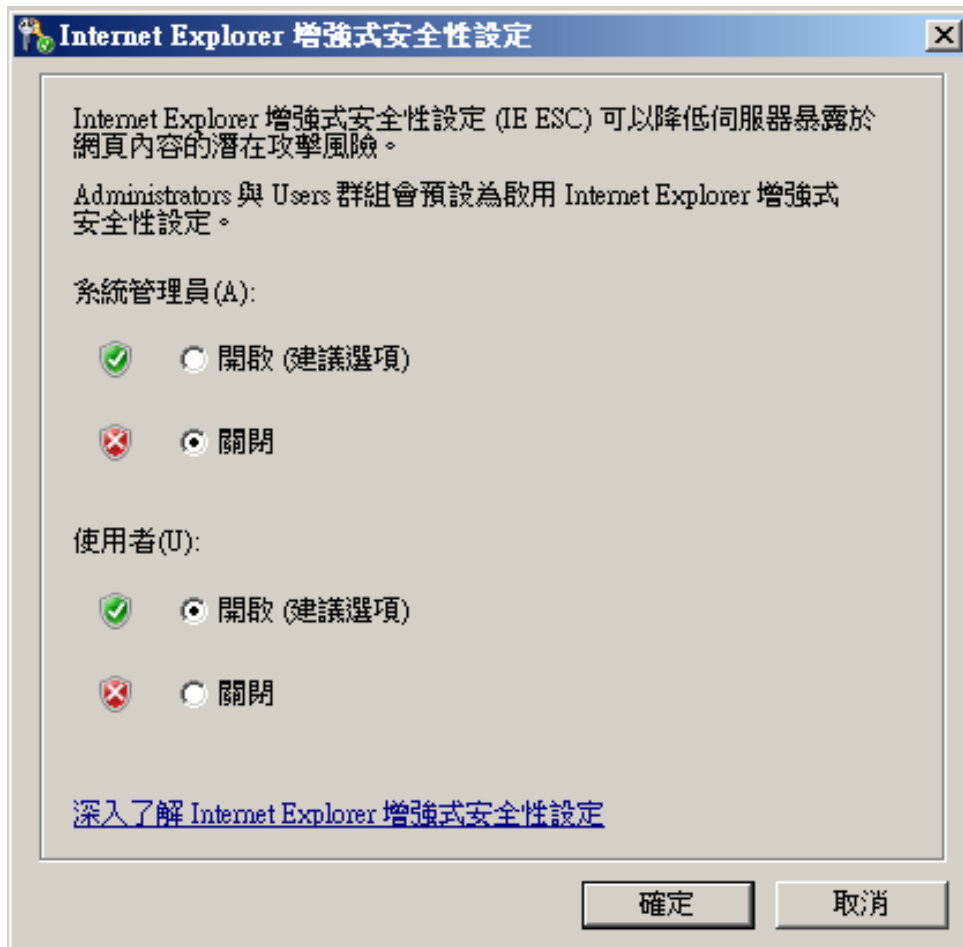 Internet Explorer 增強式安全性設定
Internet Explorer 增強式安全性設定 (IE ESC) 可以降低伺服器暴露於
網頁內容的潛在攻擊風險。
Administrators 與 Users 群組會預設為啟用 Internet Explorer 增強式
安全性設定。
系統管理員(A):
開啟 (建議選項)
關閉
使用者(U):
開啟 (建議選項)
關閉
深入了解 Internet Explorer 增強式安全性設定
確定 取消